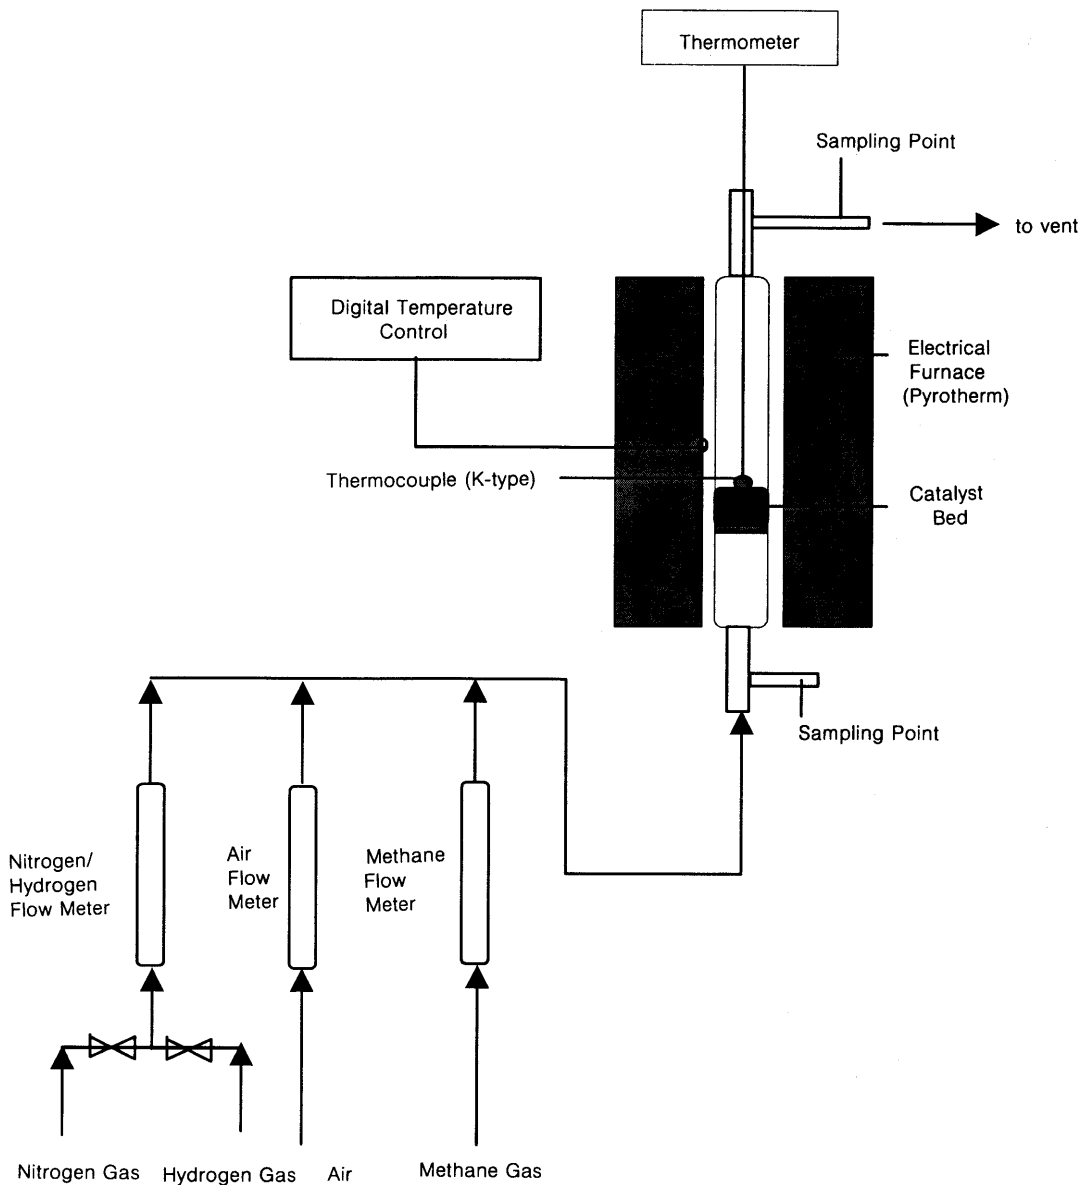 Thermometer
Sampling Point
to vent
Digital Temperature
Control
Electrical
Furnace
(Pyrotherm)
Thermocouple (K-type)
Catalyst
Bed
Sampling Point
Nitrogen/
Hydrogen
Flow Meter
Air
Flow
Meter
Methane
Flow
Meter
Nitrogen Gas
Hydrogen Gas
Air
Methane Gas